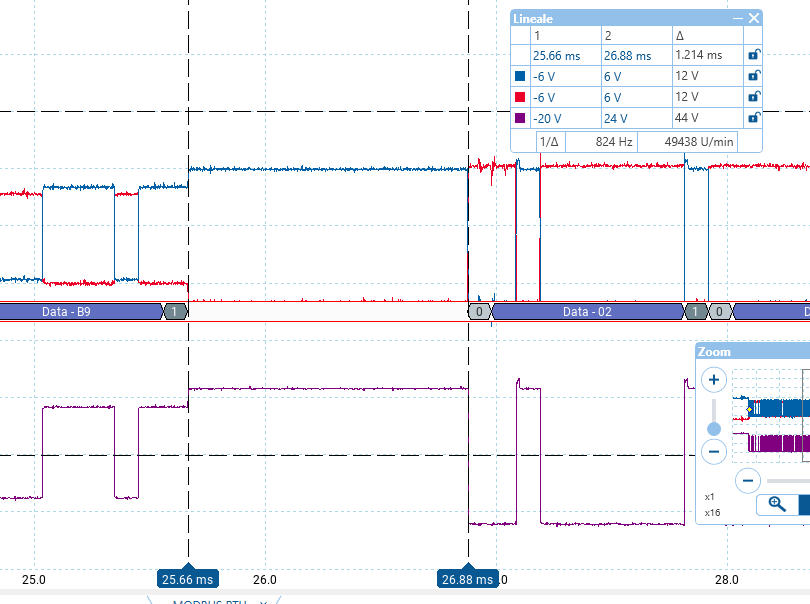 Lineale
1 2 Δ
25.66 ms 26.88 ms 1.214 ms
-6 V 6 V 12 V
-6 V 6 V 12 V
-20 V 24 V 44 V
1/Δ 824 Hz 49438 U/min
Data - B9 1 0 Data - 02 1 0 D
Zoom
x1
x16
25.0 25.66 ms 26.0 26.88 ms .0 28.0
MODBUS RTU